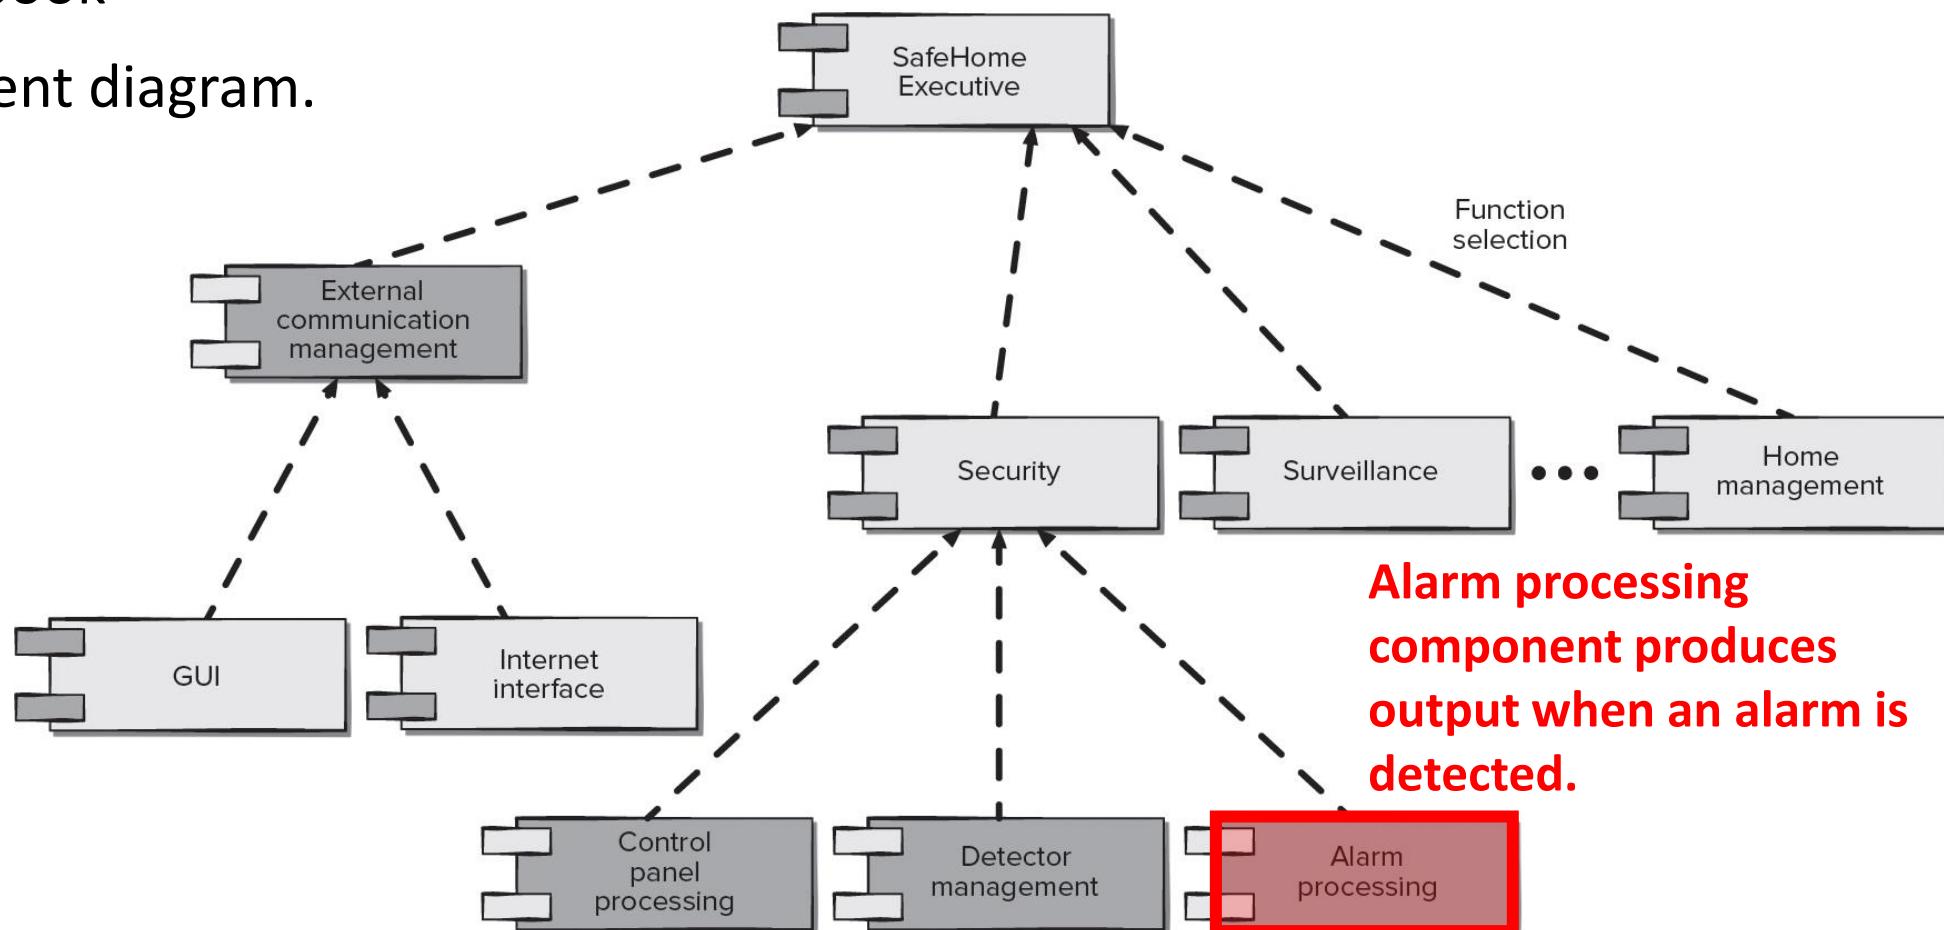 ent diagram.
SafeHome
Executive
Function
selection
External
communication
management
Security
Surveillance
Home
management
Alarm processing
component produces
output when an alarm is
detected.
GUI
Internet
interface
Control
panel
processing
Detector
management
Alarm
processing